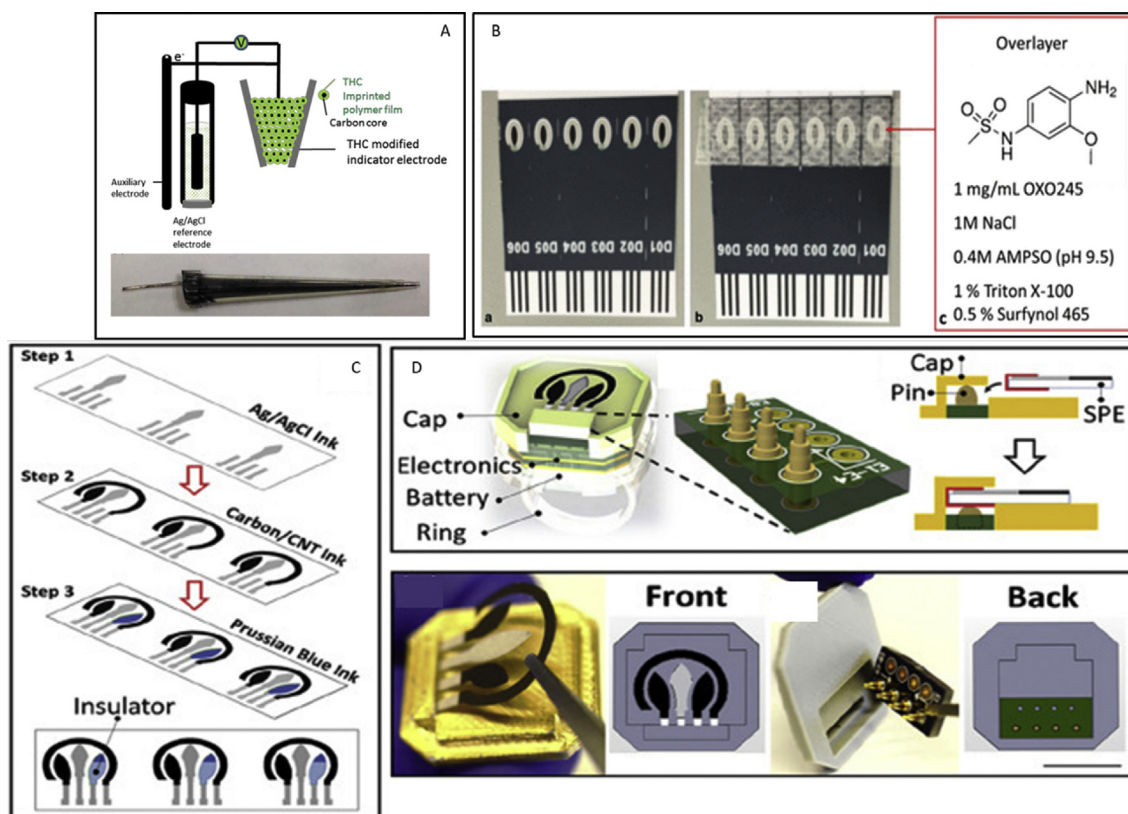 A
V
e-
THC
Imprinted
polymer film
Carbon core
THC modified
indicator electrode
Auxiliary
electrode
Ag/AgCl
reference
electrode
B
D06 D05 D04 D03 D02 D01
a
D06 D05 D04 D03 D02 D01
b
Overlayer
NH₂
O
O
S
N
H
O
1 mg/mL OXO245
1M NaCl
0.4M AMPSO (pH 9.5)
1 % Triton X-100
0.5 % Surfynol 465
c
C
Step 1
Ag/AgCl Ink
Step 2
Carbon/CNT Ink
Step 3
Prussian Blue Ink
Insulator
D
Cap
Electronics
Battery
Ring
E1-E4
Cap
Pin
SPE
Front
Back